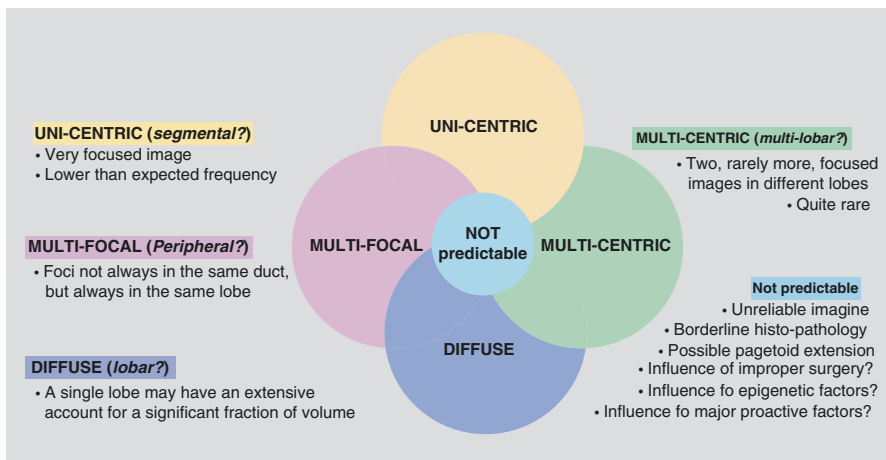 UNI-CENTRIC
UNI-CENTRIC (segmental?)
• Very focused image
• Lower than expected frequency
MULTI-CENTRIC (multi-lobar?)
• Two, rarely more, focused
images in different lobes
• Quite rare
MULTI-FOCAL
NOT
predictable
MULTI-CENTRIC
MULTI-FOCAL (Peripheral?)
• Foci not always in the same duct,
but always in the same lobe
Not predictable
• Unreliable imagine
• Borderline histo-pathology
• Possible pagetoid extension
• Influence of improper surgery?
• Influence fo epigenetic factors?
• Influence fo major proactive factors?
DIFFUSE
DIFFUSE (lobar?)
• A single lobe may have an extensive
account for a significant fraction of volume